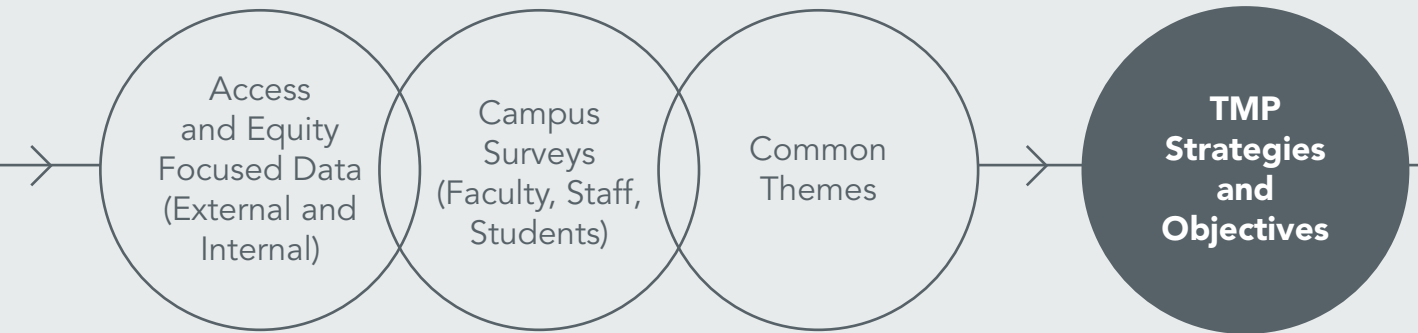 Access
and Equity
Focused Data
(External and
Internal)
Campus
Surveys
(Faculty, Staff,
Students)
Common
Themes
TMP
Strategies
and
Objectives